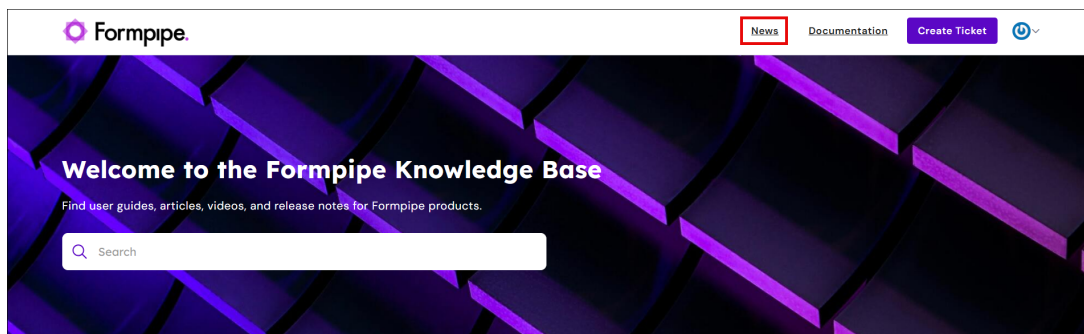 Formpipe.
News
Documentation
Create Ticket
Welcome to the Formpipe Knowledge Base
Find user guides, articles, videos, and release notes for Formpipe products.
Search